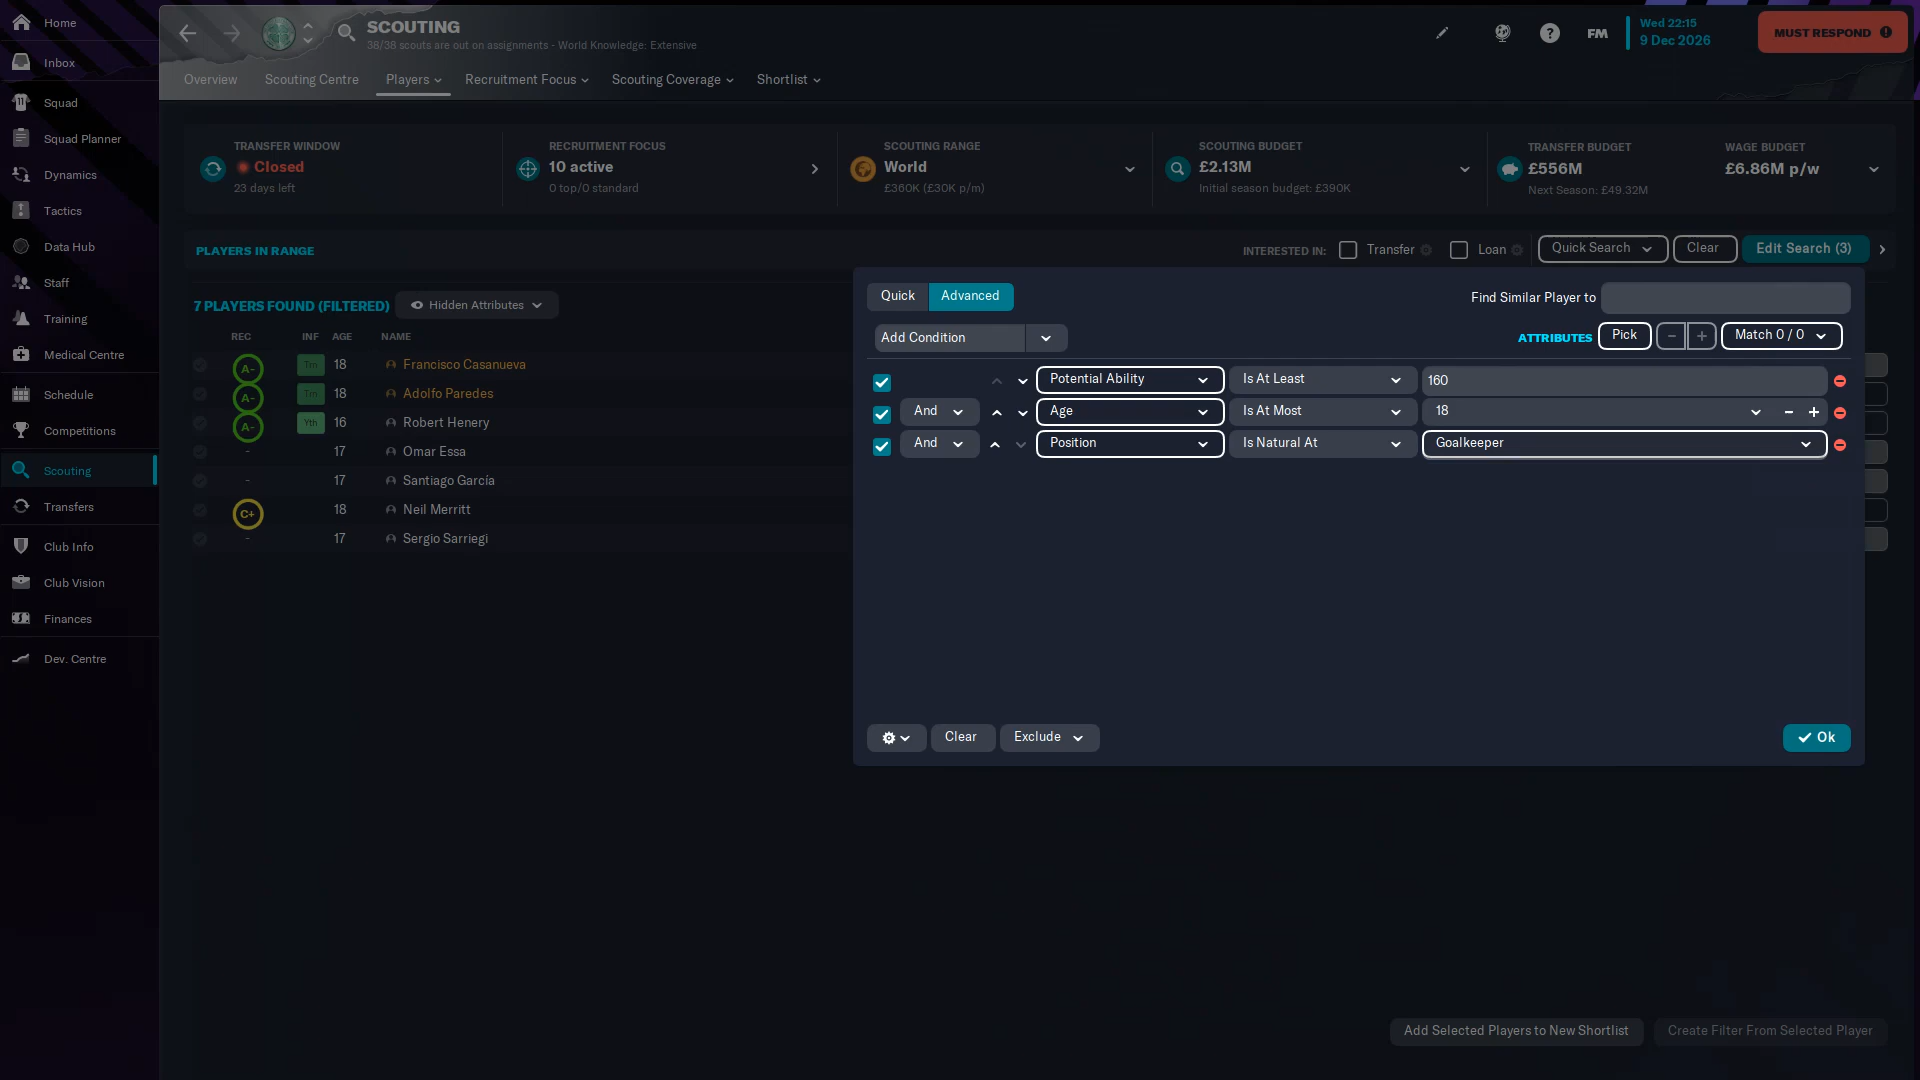 Home
Inbox
Squad
Squad Planner
Dynamics
Tactics
Data Hub
Staff
Training
Medical Centre
Schedule
Competitions
Scouting
Transfers
Club Info
Club Vision
Finances
Dev. Centre
SCOUTING
38/38 scouts are out on assignments - World Knowledge: Extensive
FM
Wed 22:15
9 Dec 2026
MUST RESPOND
Overview Scouting Centre Players Recruitment Focus Scouting Coverage Shortlist
TRANSFER WINDOW
Closed
23 days left
RECRUITMENT FOCUS
10 active
0 top/0 standard
SCOUTING RANGE
World
£360K (£30K p/m)
SCOUTING BUDGET
£2.13M
Initial season budget: £390K
TRANSFER BUDGET
£556M
Next Season: £49.32M
WAGE BUDGET
£6.86M p/w
PLAYERS IN RANGE
INTERESTED IN: Transfer Loan Quick Search Clear Edit Search (3)
7 PLAYERS FOUND (FILTERED) Hidden Attributes
REC INF AGE NAME
A- Trn 18 Francisco Casanueva
A- Trn 18 Adolfo Paredes
A- Yth 16 Robert Henery
- 17 Omar Essa
- 17 Santiago García
C+ 18 Neil Merritt
- 17 Sergio Sarriegi
Quick Advanced Find Similar Player to
Add Condition ATTRIBUTES Pick - + Match 0 / 0
Potential Ability Is At Least 160
And Age Is At Most 18 - +
And Position Is Natural At Goalkeeper
Clear Exclude Ok
Add Selected Players to New Shortlist Create Filter From Selected Player